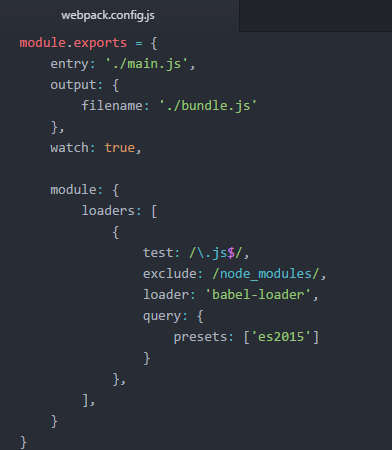 webpack.config.js
module.exports = {
    entry: './main.js',
    output: {
        filename: './bundle.js'
    },
    watch: true,

    module: {
        loaders: [
            {
                test: /\.js$/,
                exclude: /node_modules/,
                loader: 'babel-loader',
                query: {
                    presets: ['es2015']
                }
            },
        ],
    }
}